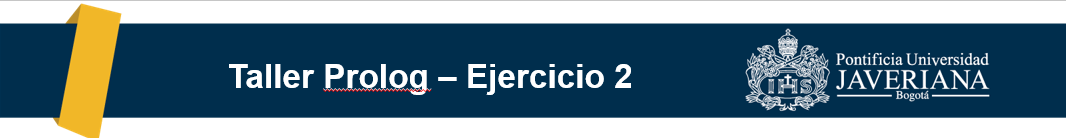 Taller Prolog – Ejercicio 2
Pontificia Universidad
JAVERIANA
Bogotá
IHS